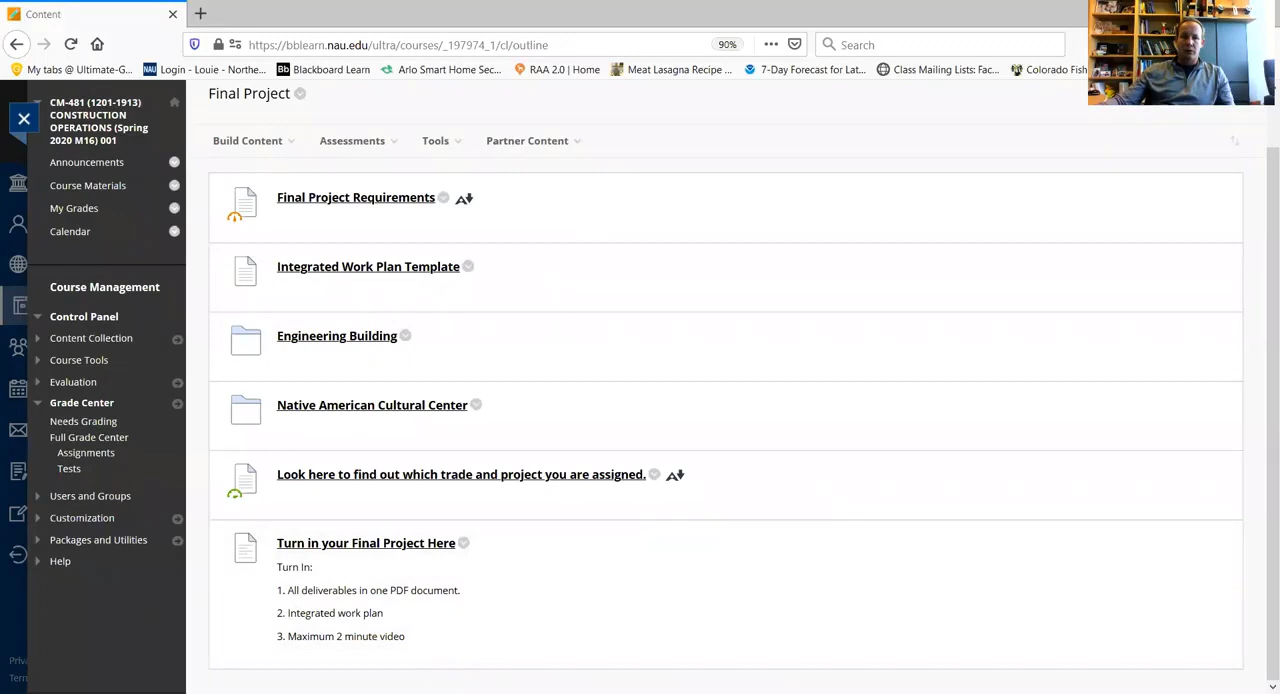 Content
https://bblearn.nau.edu/ultra/courses/_197974_1/cl/outline
90%
Search
My tabs @ Ultimate-G...
NAU Login - Louie - Northe...
Bb Blackboard Learn
Arlo Smart Home Sec...
RAA 2.0 | Home
Meat Lasagna Recipe ...
7-Day Forecast for Lat...
Class Mailing Lists: Fac...
Colorado Fish
CM-481 (1201-1913)
CONSTRUCTION
OPERATIONS (Spring
2020 M16) 001
Announcements
Course Materials
My Grades
Calendar
Course Management
Control Panel
Content Collection
Course Tools
Evaluation
Grade Center
Needs Grading
Full Grade Center
Assignments
Tests
Users and Groups
Customization
Packages and Utilities
Help
Priva
Term
Final Project
Build Content
Assessments
Tools
Partner Content
Final Project Requirements
Integrated Work Plan Template
Engineering Building
Native American Cultural Center
Look here to find out which trade and project you are assigned.
Turn in your Final Project Here
Turn In:
1. All deliverables in one PDF document.
2. Integrated work plan
3. Maximum 2 minute video